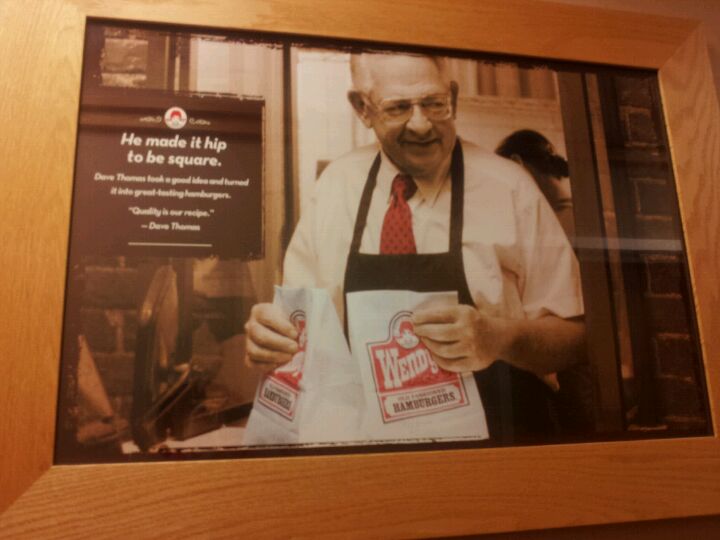 He made it hip
to be square.
Dave Thomas took a good idea and turned
it into great-tasting hamburgers.
"Quality is our recipe."
— Dave Thomas
WENDY'S
OLD FASHIONED
HAMBURGERS
HAMBURGERS